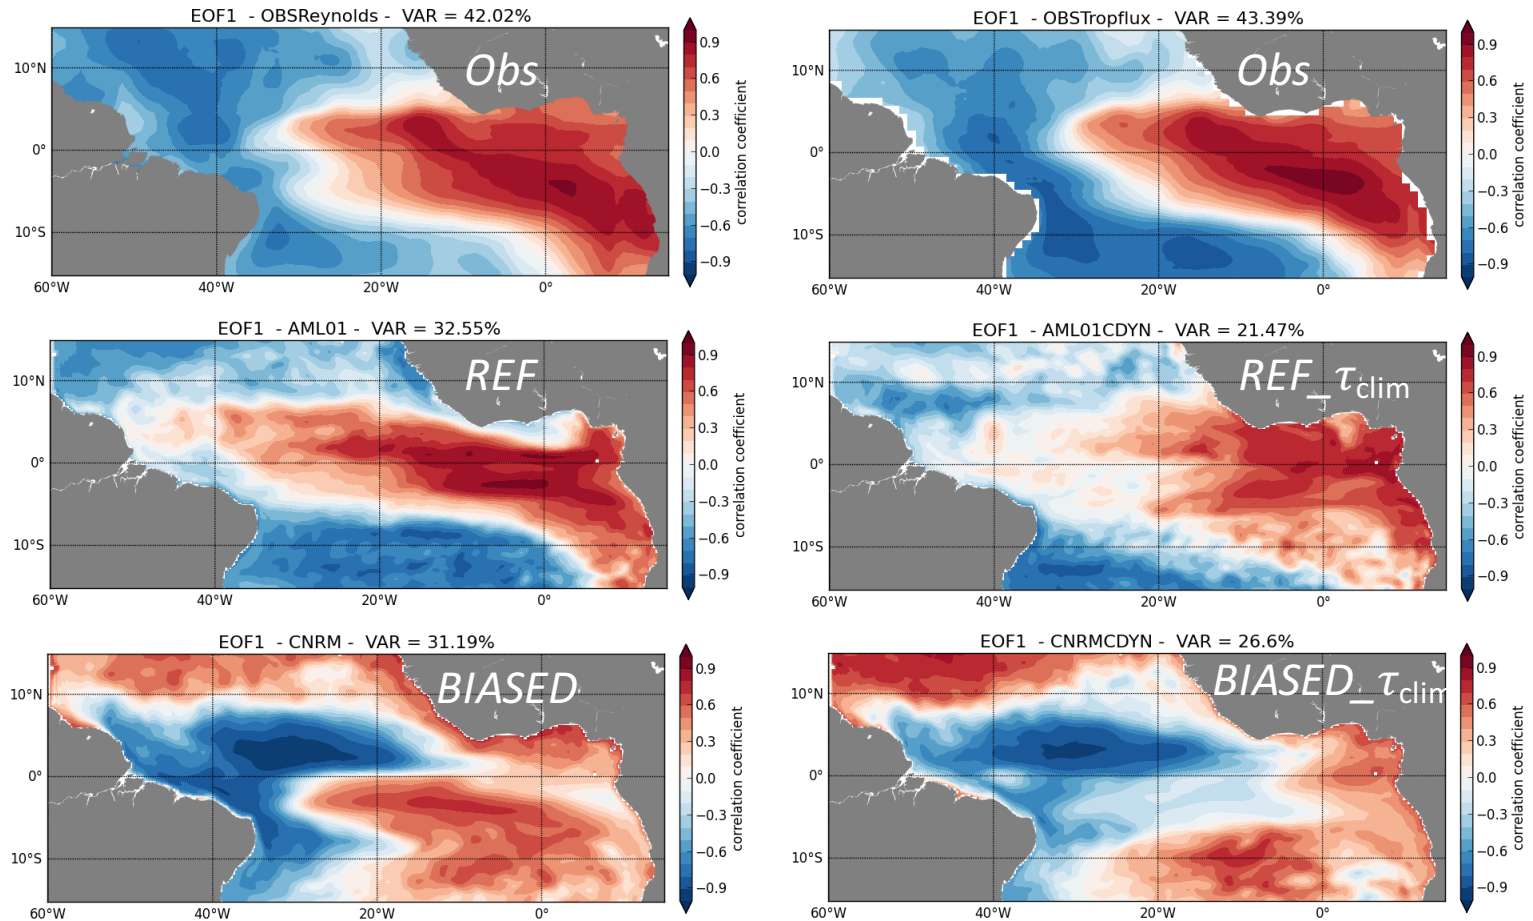 EOF1 - OBSReynolds - VAR = 42.02%
Obs
10°N
0°
10°S
60°W 40°W 20°W 0°
0.9
0.6
0.3
0.0
−0.3
−0.6
−0.9
correlation coefficient
EOF1 - OBSTropflux - VAR = 43.39%
Obs
10°N
0°
10°S
60°W 40°W 20°W 0°
0.9
0.6
0.3
0.0
−0.3
−0.6
−0.9
correlation coefficient
EOF1 - AML01 - VAR = 32.55%
REF
10°N
0°
10°S
60°W 40°W 20°W 0°
0.9
0.6
0.3
0.0
−0.3
−0.6
−0.9
correlation coefficient
EOF1 - AML01CDYN - VAR = 21.47%
REF_τclim
10°N
0°
10°S
60°W 40°W 20°W 0°
0.9
0.6
0.3
0.0
−0.3
−0.6
−0.9
correlation coefficient
EOF1 - CNRM - VAR = 31.19%
BIASED
10°N
0°
10°S
60°W 40°W 20°W 0°
0.9
0.6
0.3
0.0
−0.3
−0.6
−0.9
correlation coefficient
EOF1 - CNRMCDYN - VAR = 26.6%
BIASED_τclim
10°N
0°
10°S
60°W 40°W 20°W 0°
0.9
0.6
0.3
0.0
−0.3
−0.6
−0.9
correlation coefficient